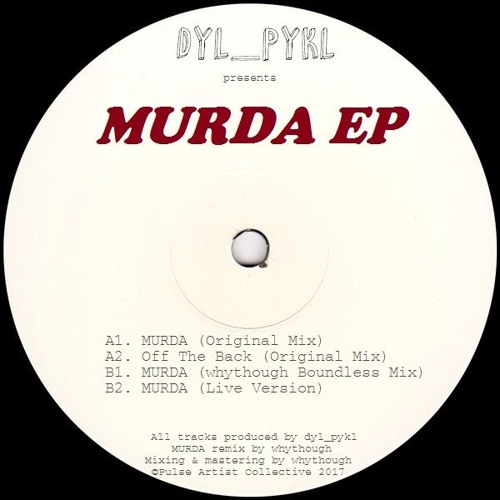 DYL_PYKL
presents
MURDA EP
A1. MURDA (Original Mix)
A2. Off The Back (Original Mix)
B1. MURDA (whythough Boundless Mix)
B2. MURDA (Live Version)
All tracks produced by dyl_pykl
MURDA remix by whythough
Mixing & mastering by whythough
©Pulse Artist Collective 2017